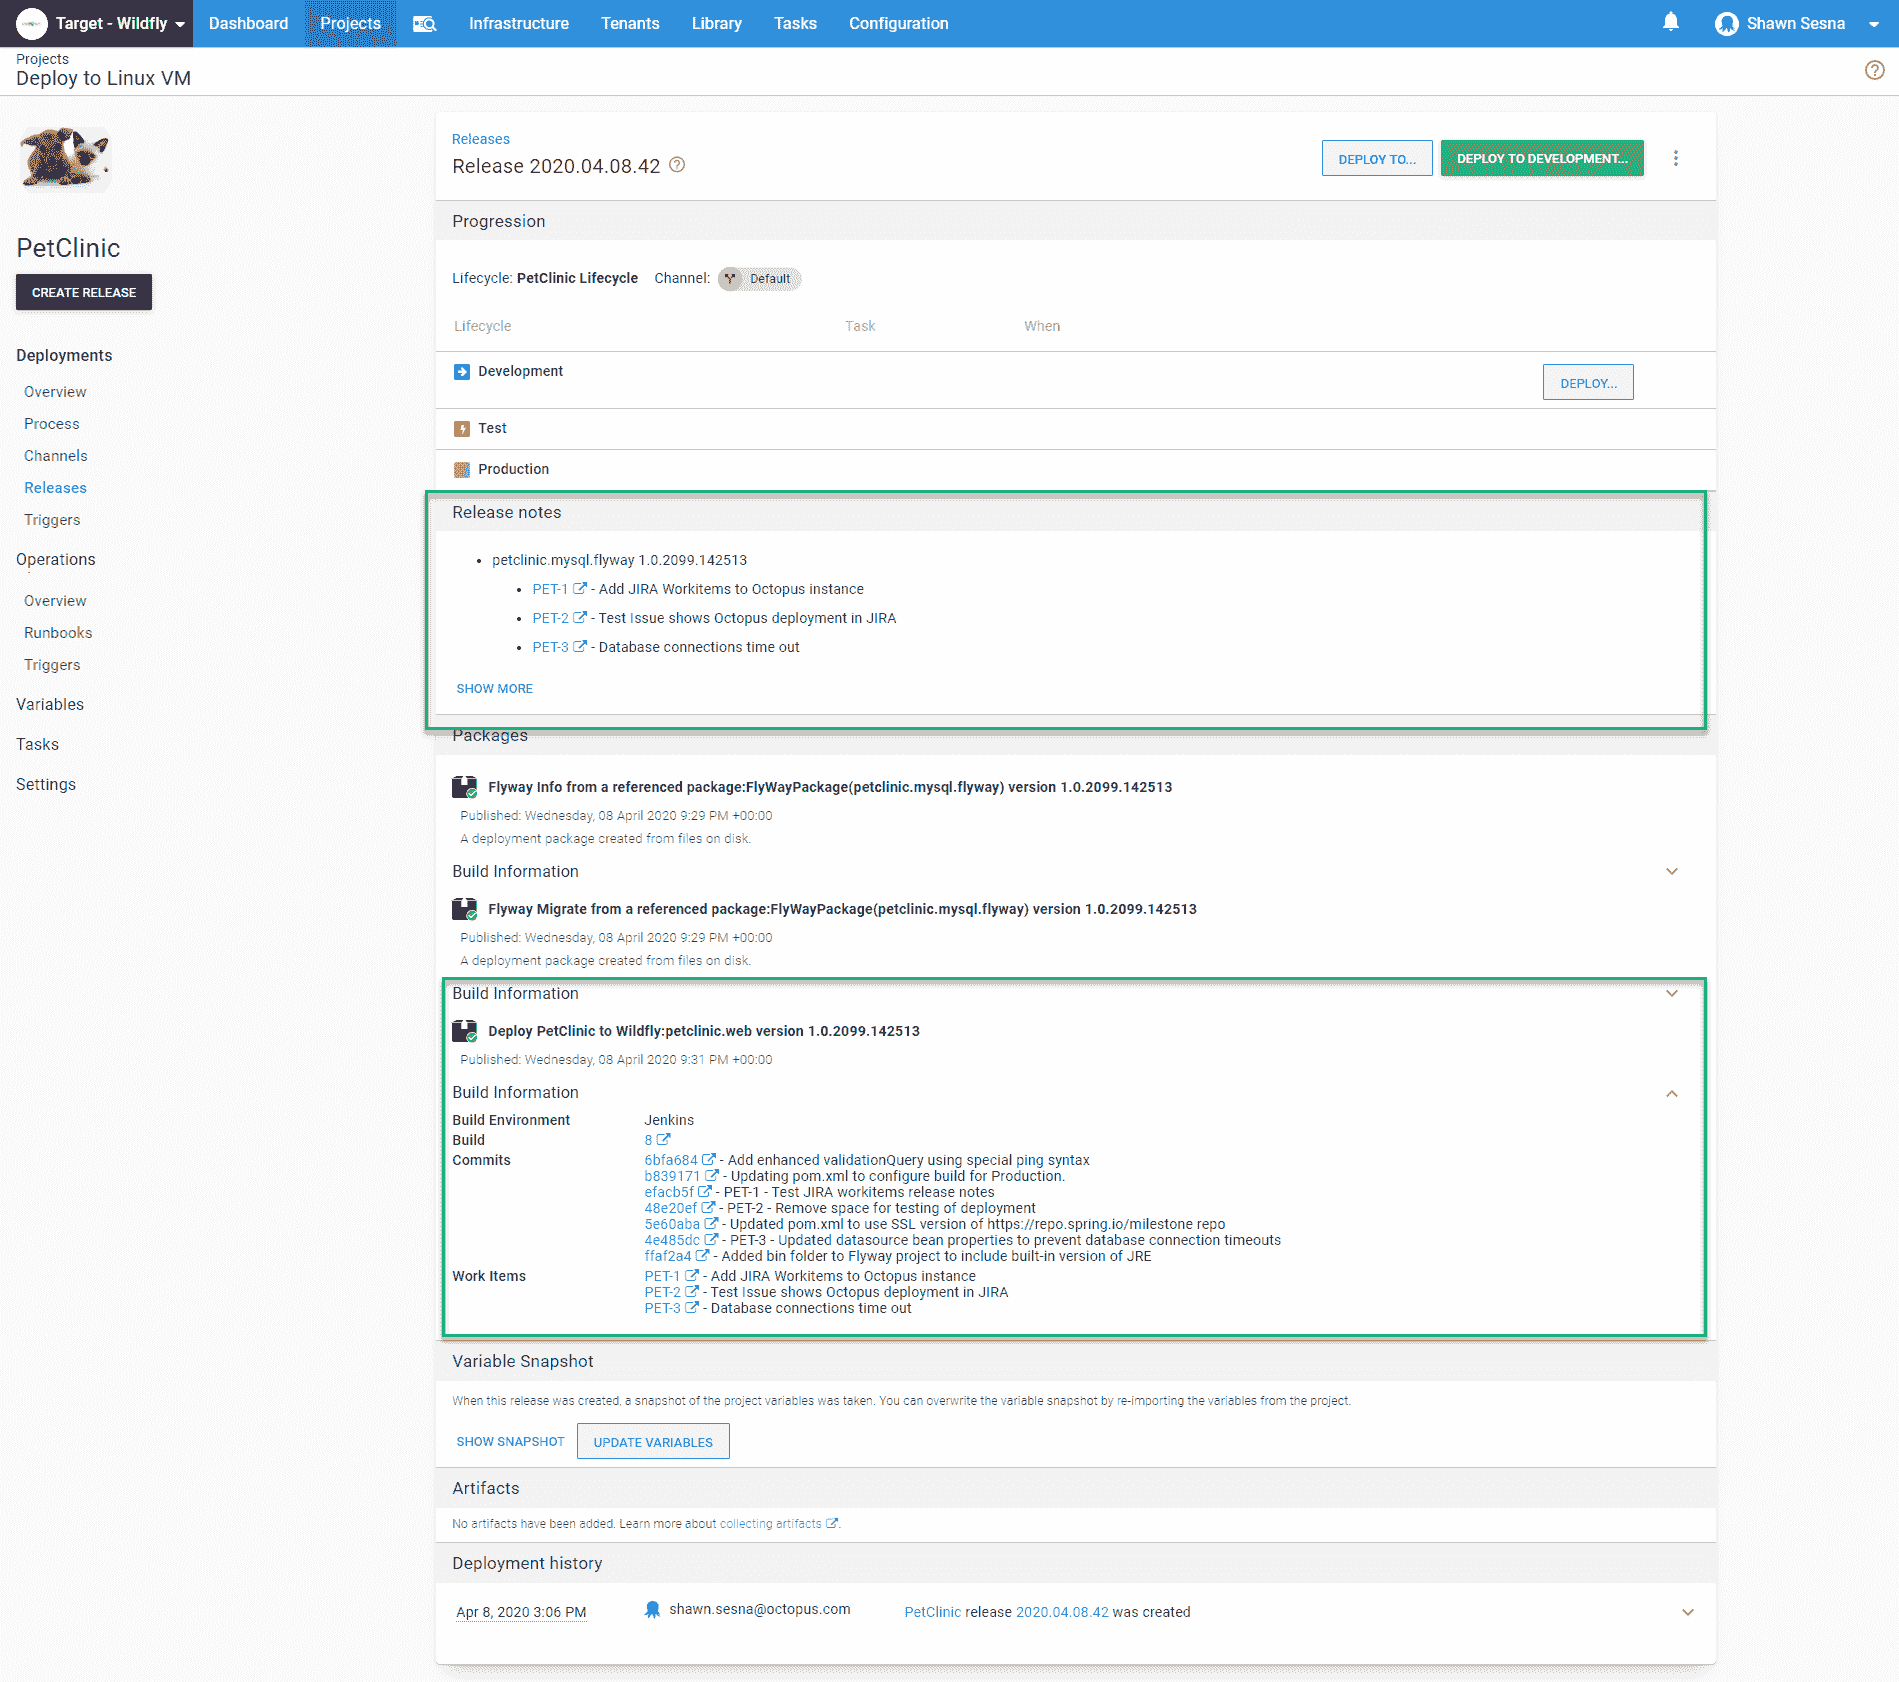 Target - Wildfly Dashboard Projects Infrastructure Tenants Library Tasks Configuration Shawn Sesna
Projects
Deploy to Linux VM
PetClinic
CREATE RELEASE
Deployments
Overview
Process
Channels
Releases
Triggers
Operations
Overview
Runbooks
Triggers
Variables
Tasks
Settings
Releases
Release 2020.04.08.42
DEPLOY TO... DEPLOY TO DEVELOPMENT...
Progression
Lifecycle: PetClinic Lifecycle Channel: Default
Lifecycle Task When
Development DEPLOY...
Test
Production
Release notes
• petclinic.mysql.flyway 1.0.2099.142513
• PET-1 - Add JIRA Workitems to Octopus instance
• PET-2 - Test Issue shows Octopus deployment in JIRA
• PET-3 - Database connections time out
SHOW MORE
Packages
Flyway Info from a referenced package:FlyWayPackage(petclinic.mysql.flyway) version 1.0.2099.142513
Published: Wednesday, 08 April 2020 9:29 PM +00:00
A deployment package created from files on disk.
Build Information
Flyway Migrate from a referenced package:FlyWayPackage(petclinic.mysql.flyway) version 1.0.2099.142513
Published: Wednesday, 08 April 2020 9:29 PM +00:00
A deployment package created from files on disk.
Build Information
Deploy PetClinic to Wildfly:petclinic.web version 1.0.2099.142513
Published: Wednesday, 08 April 2020 9:31 PM +00:00
Build Information
Build Environment Jenkins
Build 8
Commits 6bfa684 - Add enhanced validationQuery using special ping syntax
b839171 - Updating pom.xml to configure build for Production.
efacb5f - PET-1 - Test JIRA workitems release notes
48e20ef - PET-2 - Remove space for testing of deployment
5e60aba - Updated pom.xml to use SSL version of https://repo.spring.io/milestone repo
4e485dc - PET-3 - Updated datasource bean properties to prevent database connection timeouts
ffaf2a4 - Added bin folder to Flyway project to include built-in version of JRE
Work Items PET-1 - Add JIRA Workitems to Octopus instance
PET-2 - Test Issue shows Octopus deployment in JIRA
PET-3 - Database connections time out
Variable Snapshot
When this release was created, a snapshot of the project variables was taken. You can overwrite the variable snapshot by re-importing the variables from the project.
SHOW SNAPSHOT UPDATE VARIABLES
Artifacts
No artifacts have been added. Learn more about collecting artifacts.
Deployment history
Apr 8, 2020 3:06 PM shawn.sesna@octopus.com PetClinic release 2020.04.08.42 was created